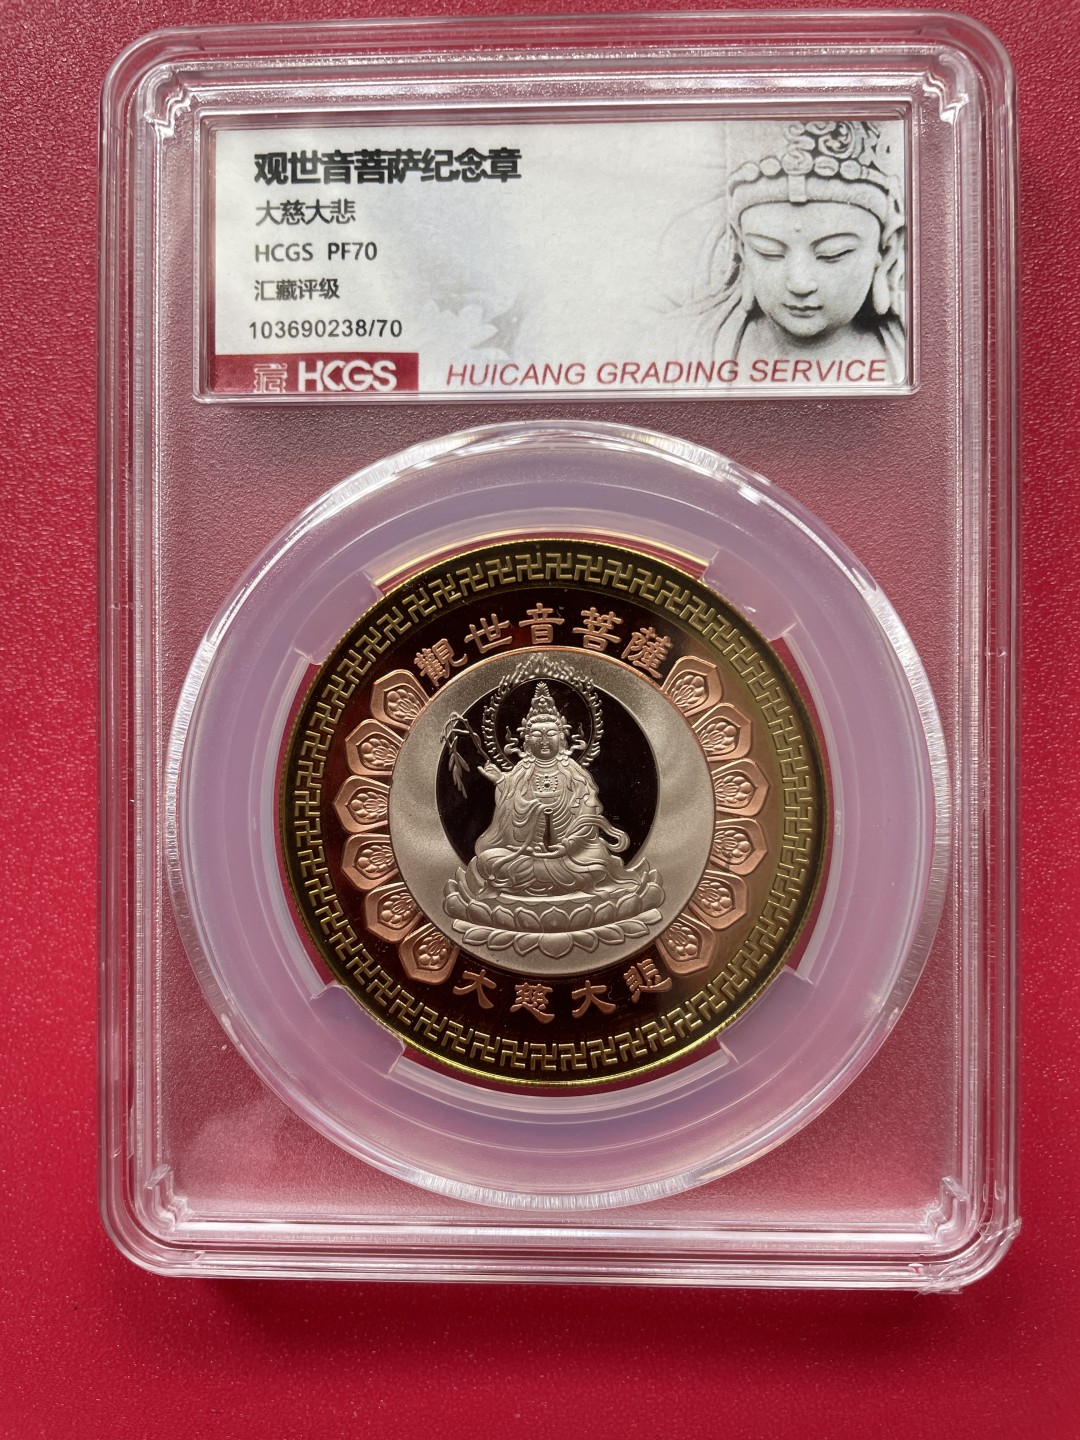 观世音菩萨纪念章
大慈大悲
HCGS PF70
汇藏评级
103690238/70
HCGS HUICANG GRADING SERVICE
觀世音菩薩
大慈大悲